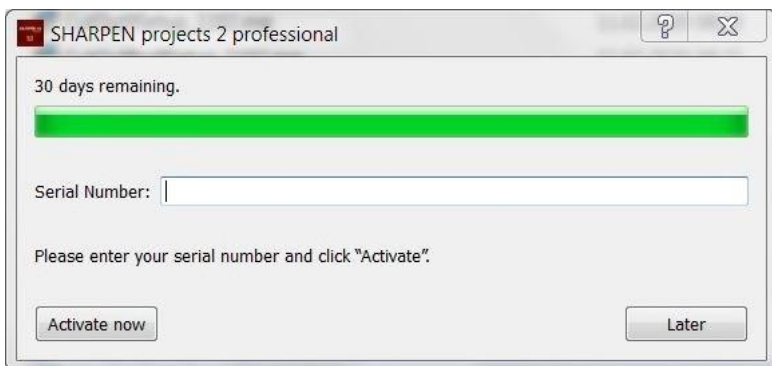 SHARPEN projects 2 professional
30 days remaining.
Serial Number:
Please enter your serial number and click “Activate”.
Activate now
Later